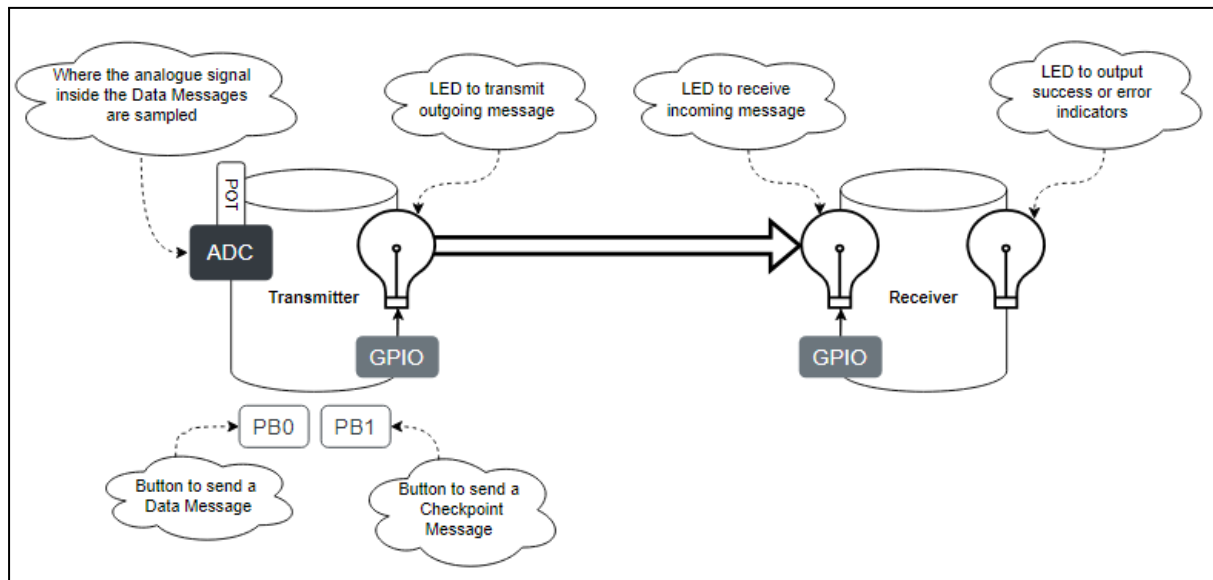 Where the analogue signal
inside the Data Messages
are sampled
LED to transmit
outgoing message
LED to receive
incoming message
LED to output
success or error
indicators
POT
ADC
Transmitter
GPIO
Receiver
GPIO
PB0
PB1
Button to send a
Data Message
Button to send a
Checkpoint
Message